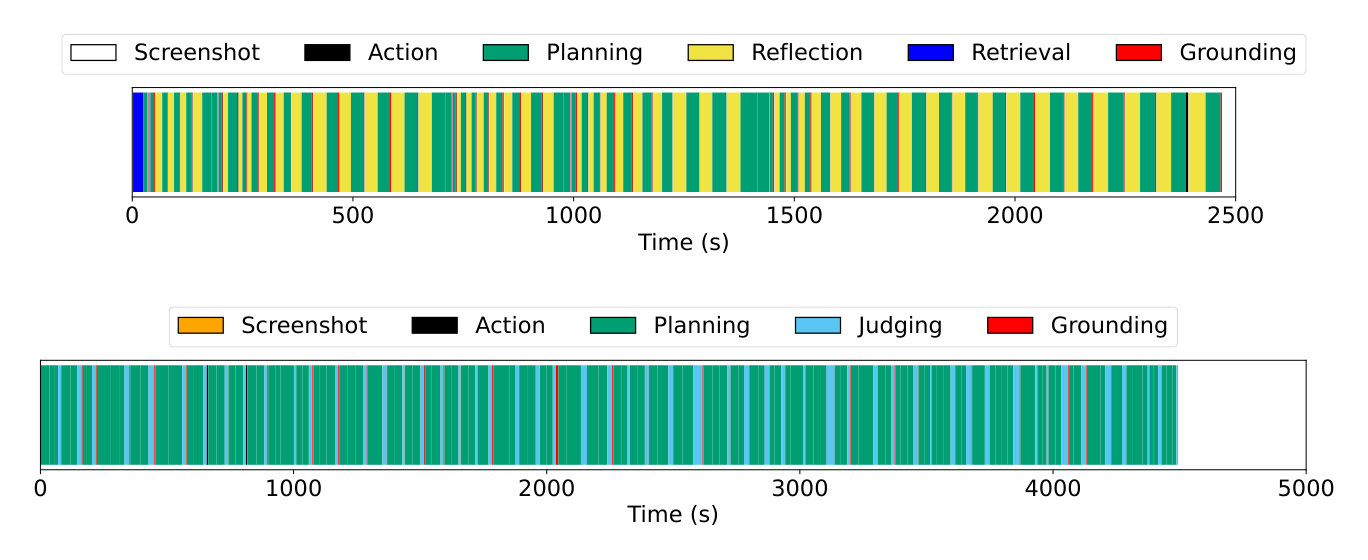 Screenshot Action Planning Reflection Retrieval Grounding
0 500 1000 1500 2000 2500
Time (s)
Screenshot Action Planning Judging Grounding
0 1000 2000 3000 4000 5000
Time (s)